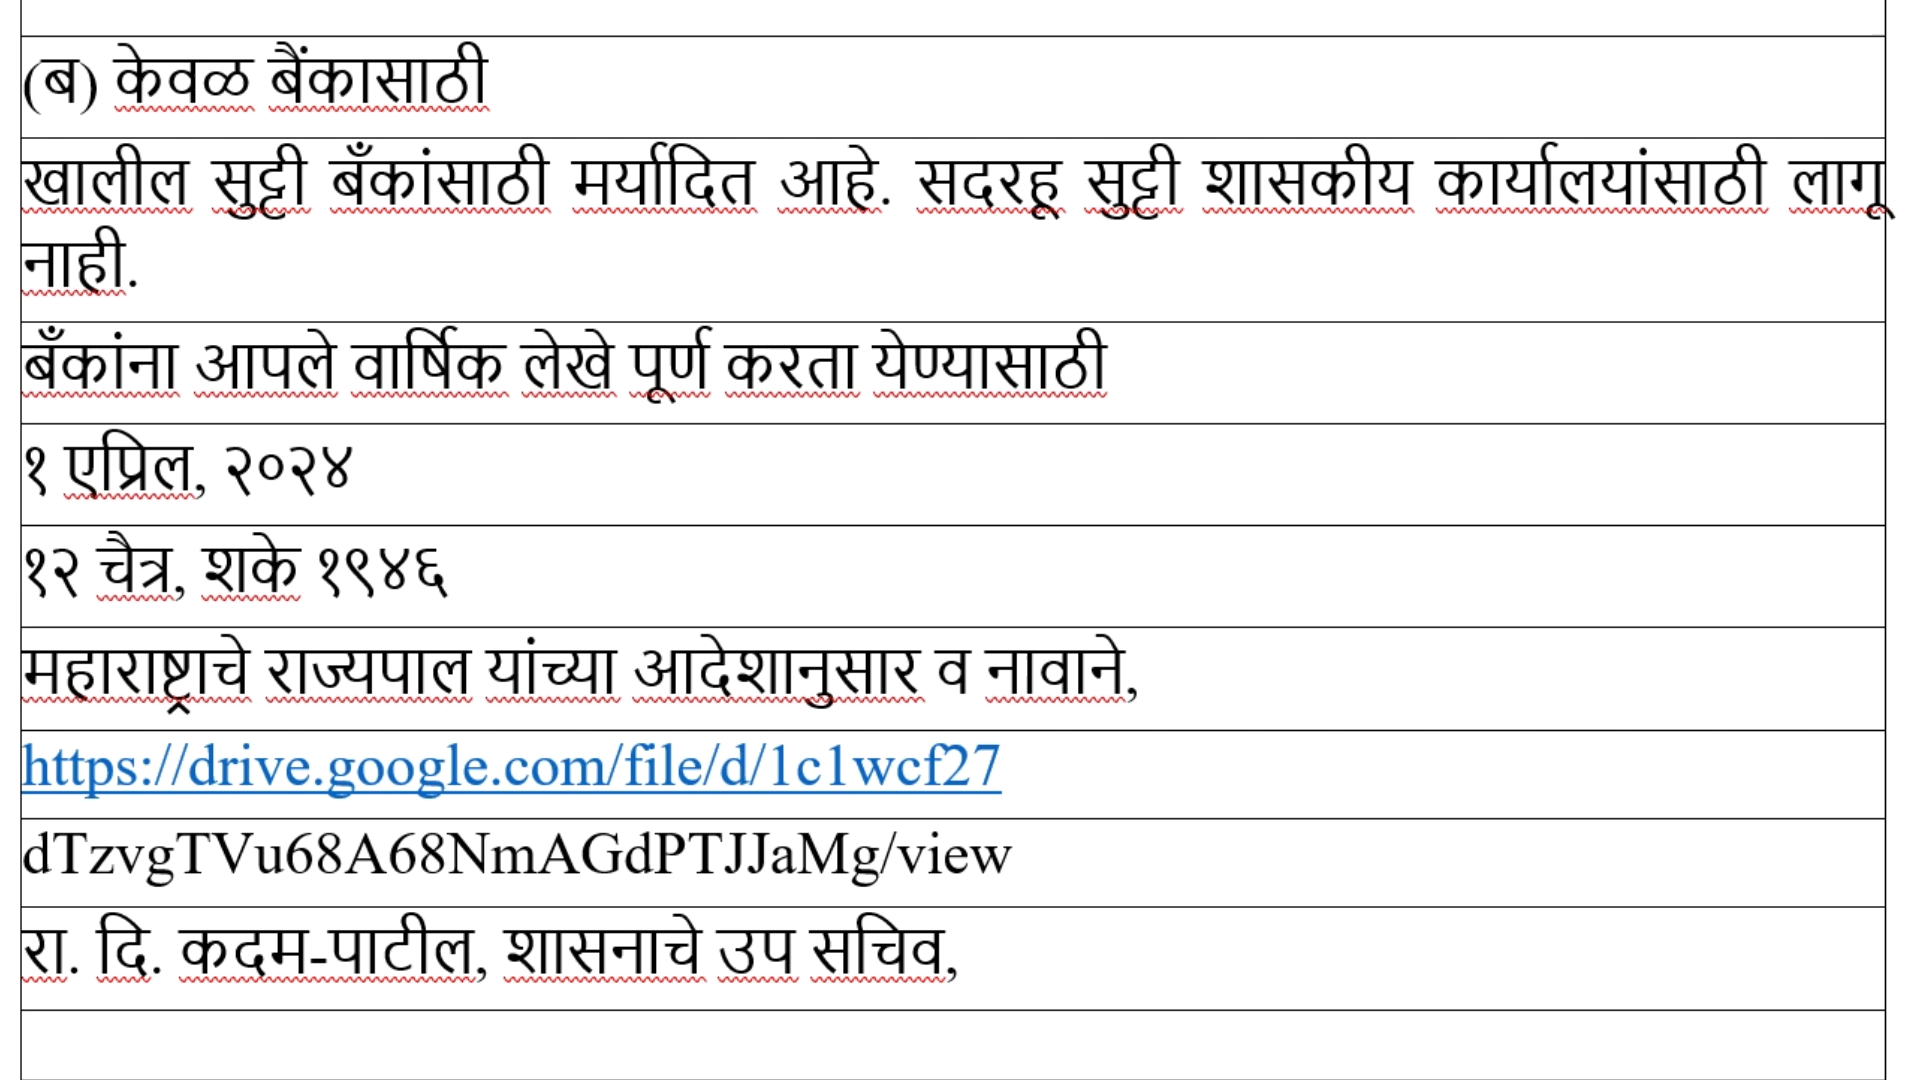 (ब) केवळ बैंकासाठी
खालील सुट्टी बँकांसाठी मर्यादित आहे. सदरहू सुट्टी शासकीय कार्यालयांसाठी लागू
नाही.
बँकांना आपले वार्षिक लेखे पूर्ण करता येण्यासाठी
१ एप्रिल, २०२४
१२ चैत्र, शके १९४६
महाराष्ट्राचे राज्यपाल यांच्या आदेशानुसार व नावाने,
https://drive.google.com/file/d/1c1wcf27
dTzvgTVu68A68NmAGdPTJJaMg/view
रा. दि. कदम-पाटील, शासनाचे उप सचिव,